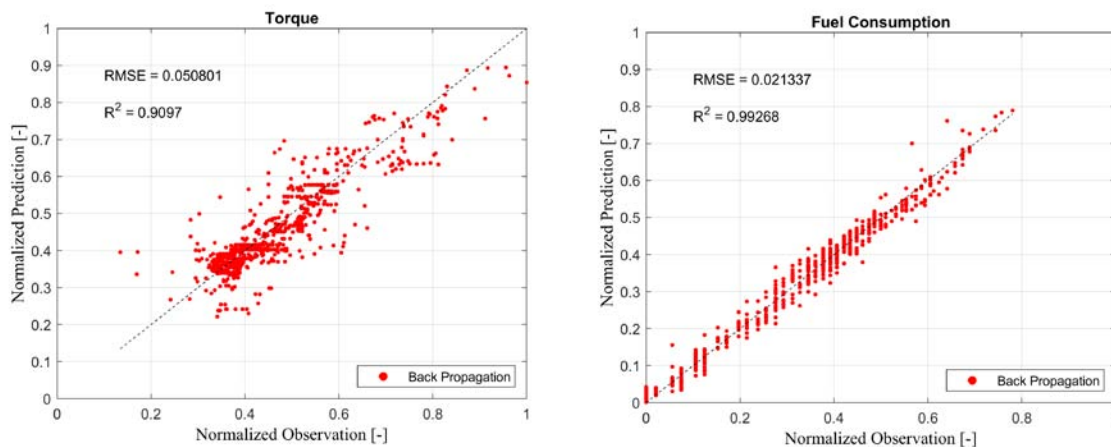 Torque
1
0.9
0.8
0.7
0.6
0.5
0.4
0.3
0.2
0.1
0
Normalized Prediction [-]
RMSE = 0.050801
R² = 0.9097
Back Propagation
0 0.2 0.4 0.6 0.8 1
Normalized Observation [-]
Fuel Consumption
1
0.9
0.8
0.7
0.6
0.5
0.4
0.3
0.2
0.1
0
Normalized Prediction [-]
RMSE = 0.021337
R² = 0.99268
Back Propagation
0 0.2 0.4 0.6 0.8 1
Normalized Observation [-]